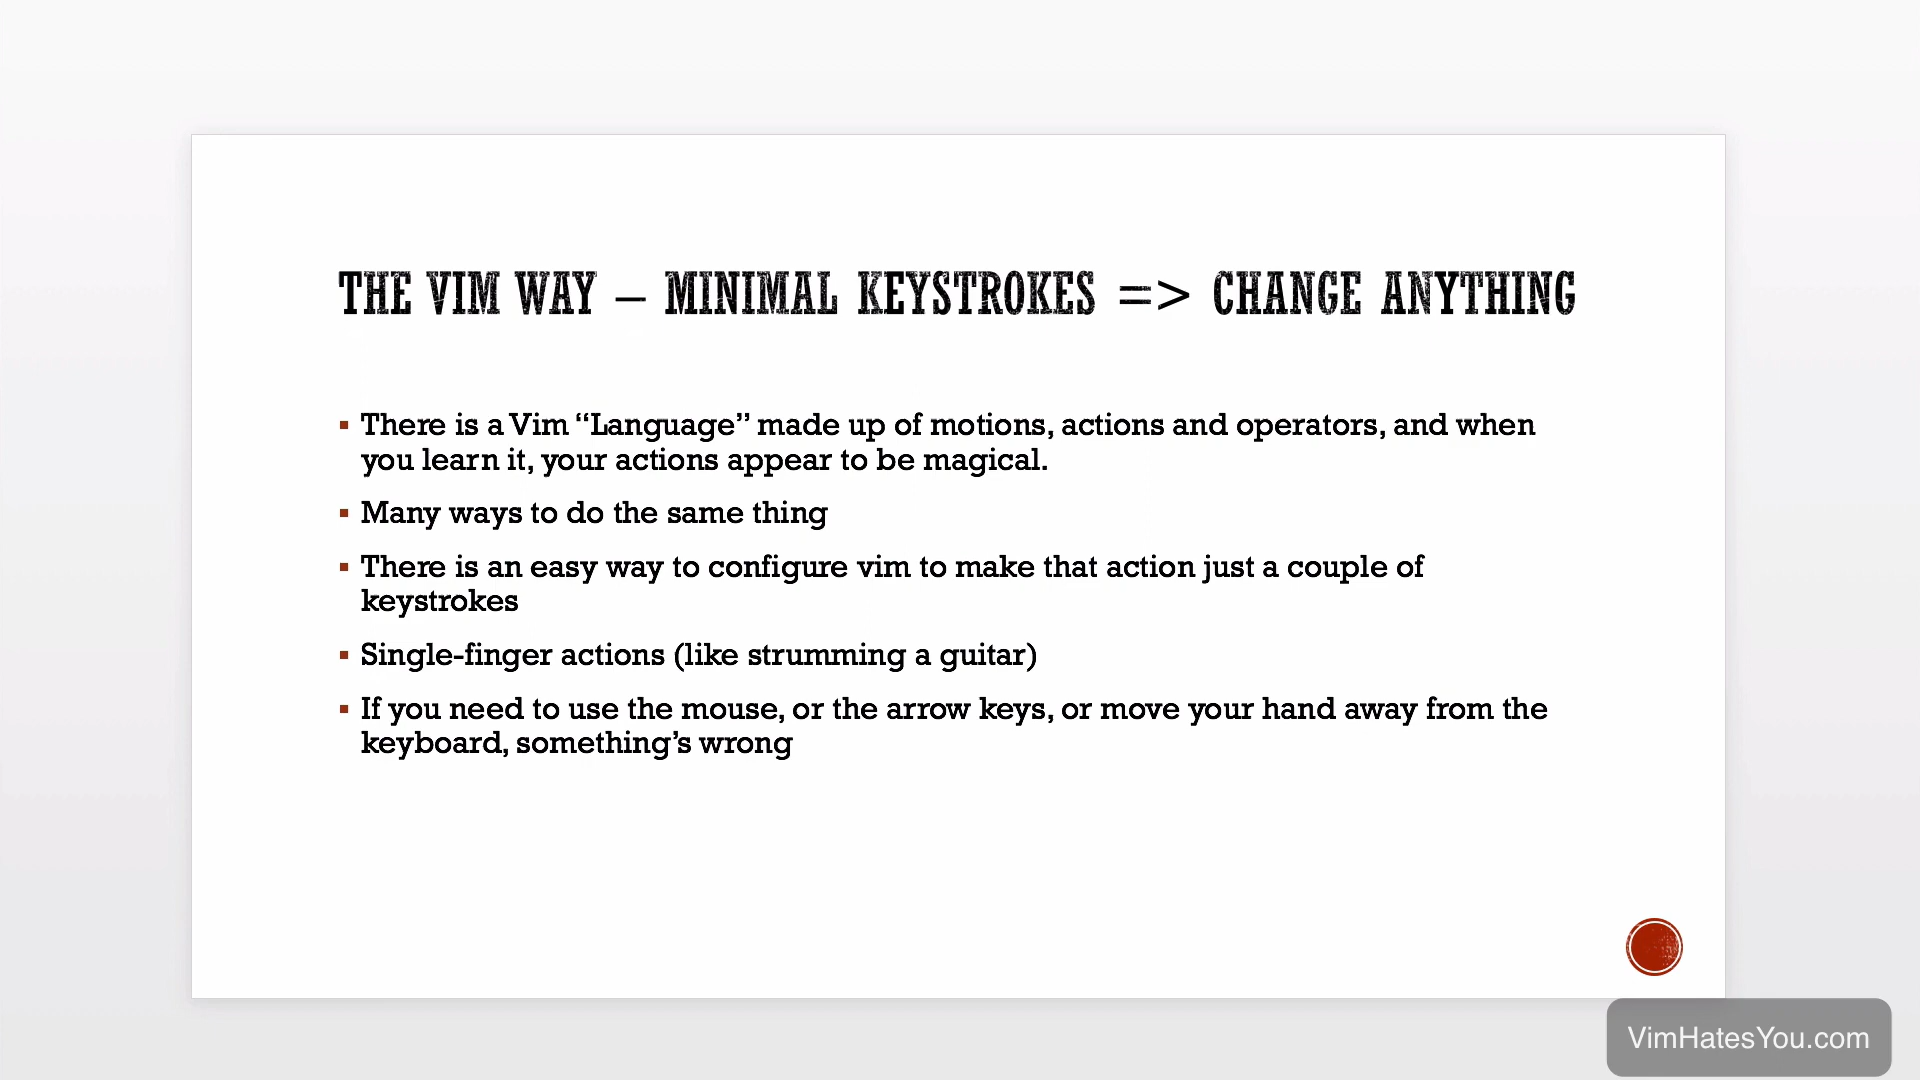 THE VIM WAY – MINIMAL KEYSTROKES => CHANGE ANYTHING
▪ There is a Vim “Language” made up of motions, actions and operators, and when
you learn it, your actions appear to be magical.
▪ Many ways to do the same thing
▪ There is an easy way to configure vim to make that action just a couple of
keystrokes
▪ Single-finger actions (like strumming a guitar)
▪ If you need to use the mouse, or the arrow keys, or move your hand away from the
keyboard, something’s wrong
VimHatesYou.com